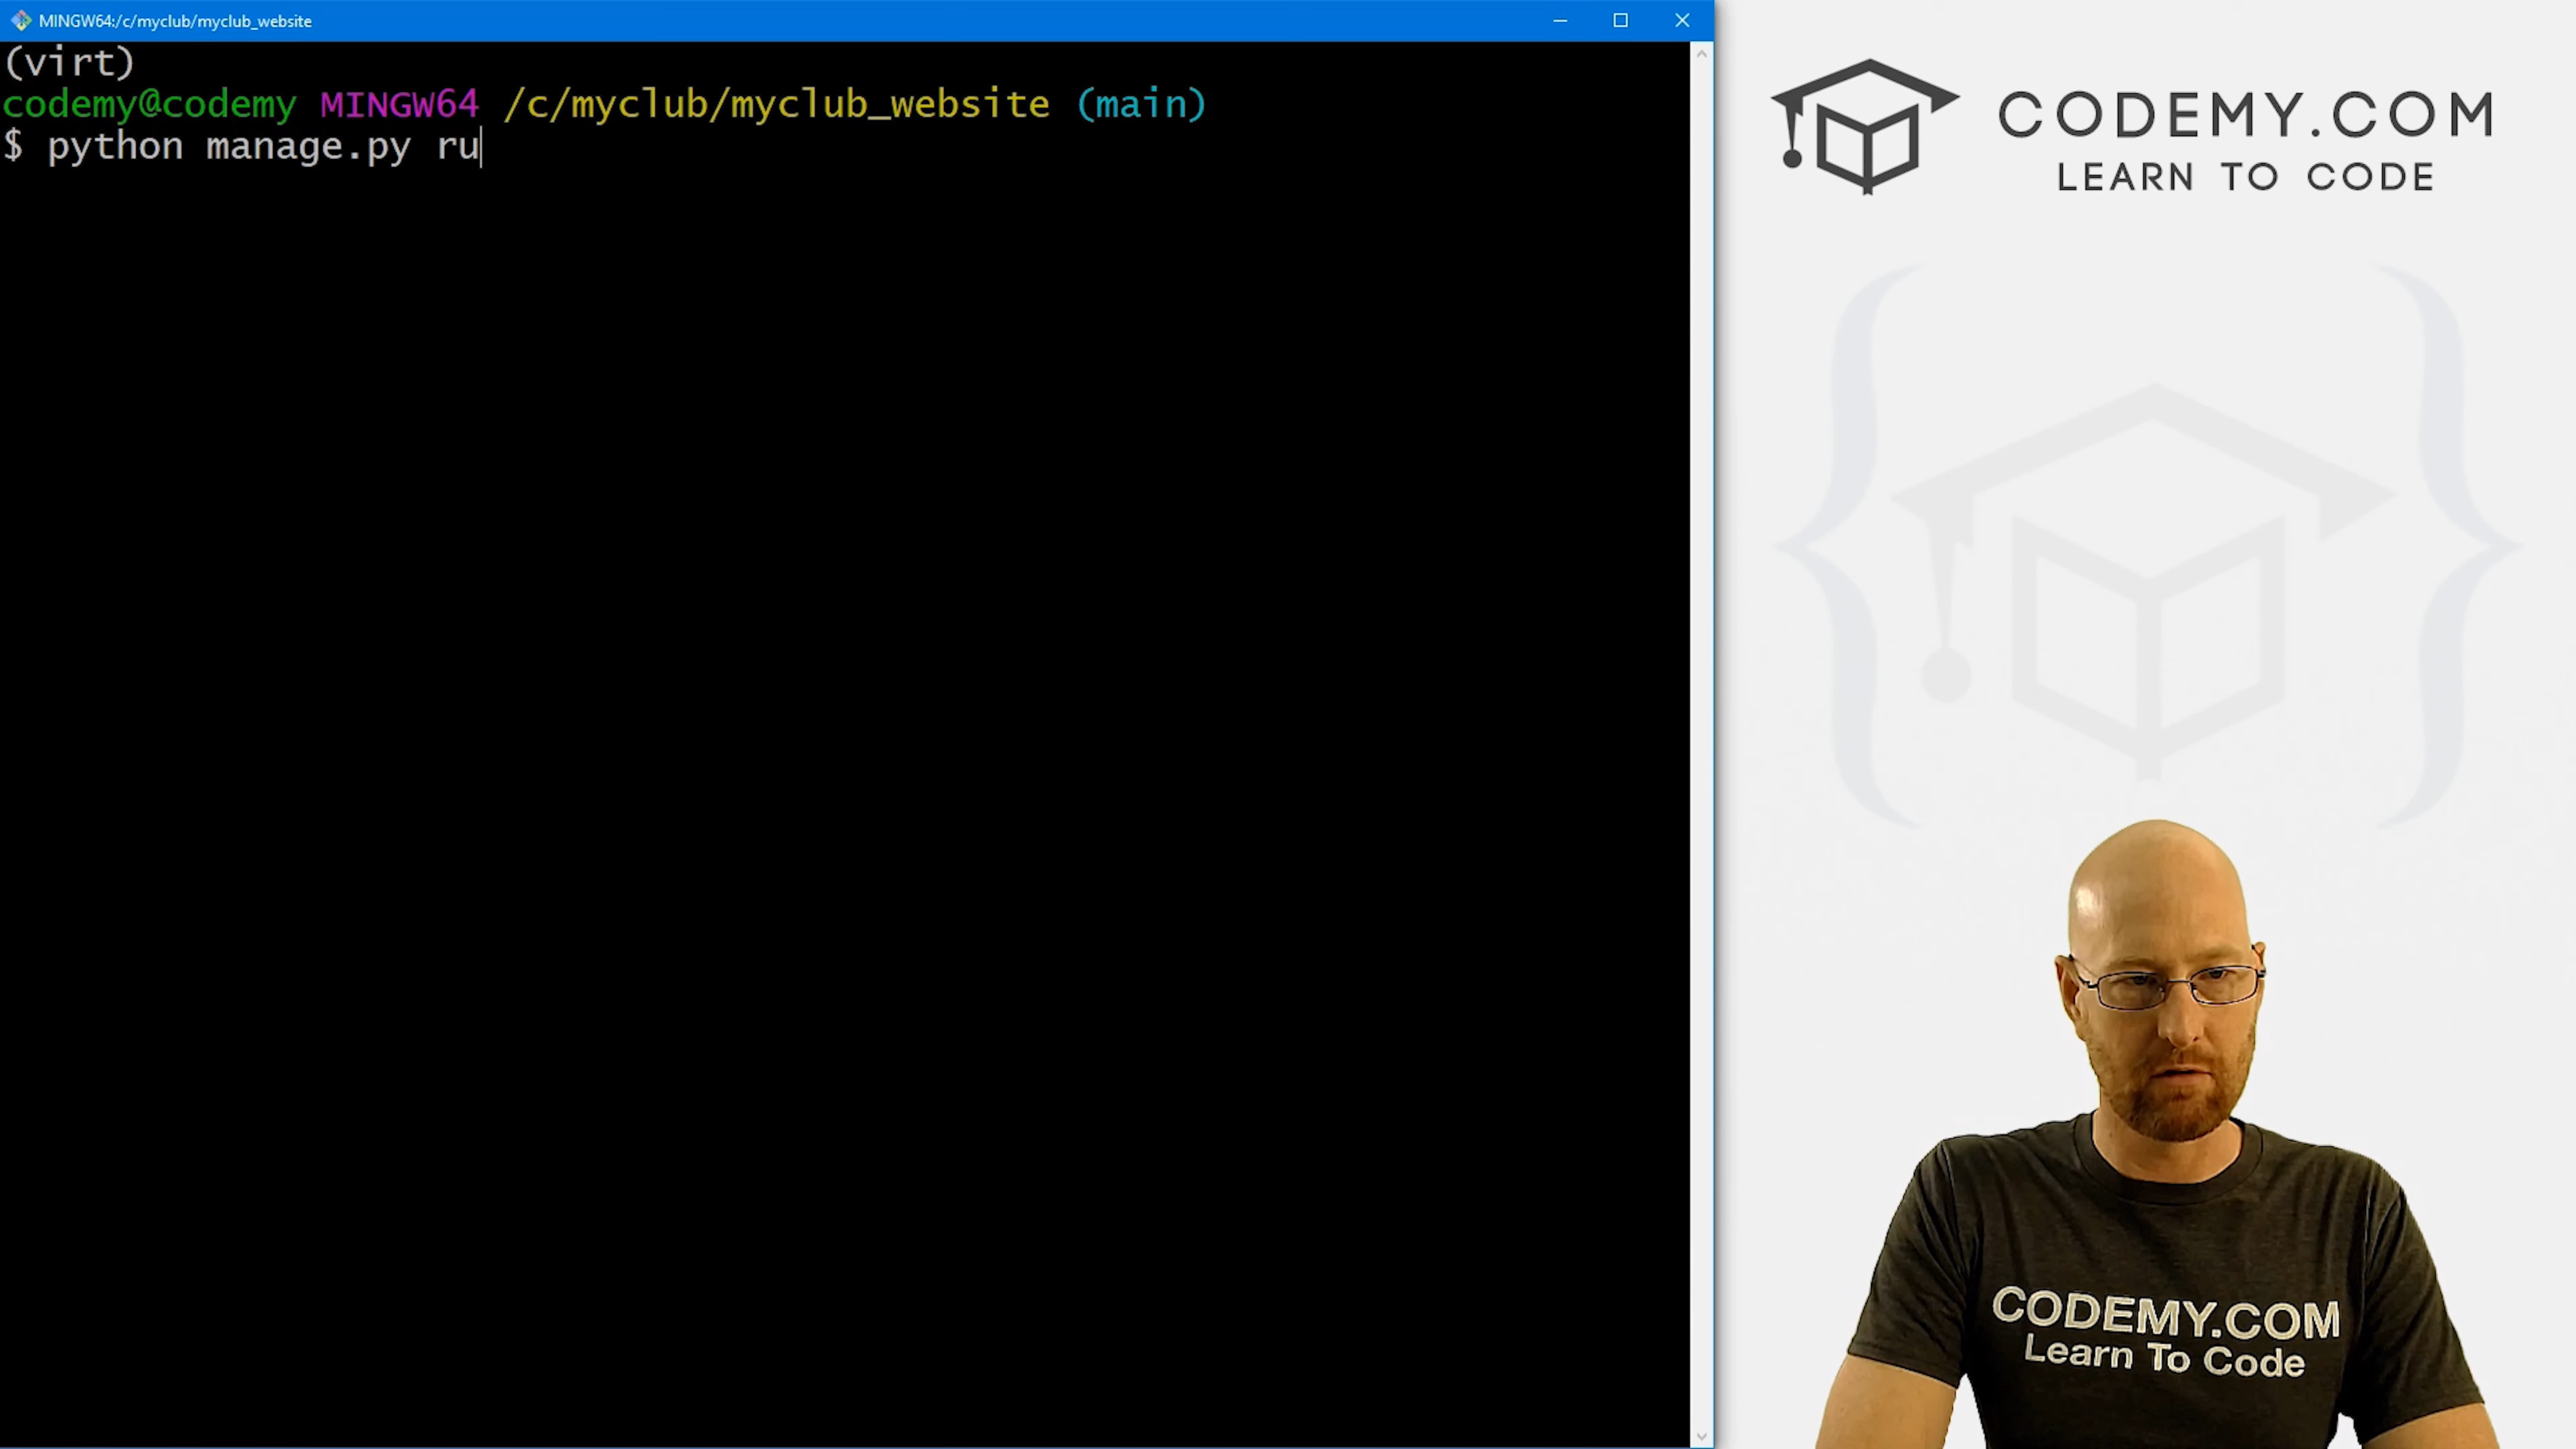 MINGW64:/c/myclub/myclub_website
(virt)
codemy@codemy MINGW64 /c/myclub/myclub_website (main)
$ python manage.py ru
CODEMY.COM
LEARN TO CODE
CODEMY.COM
Learn To Code